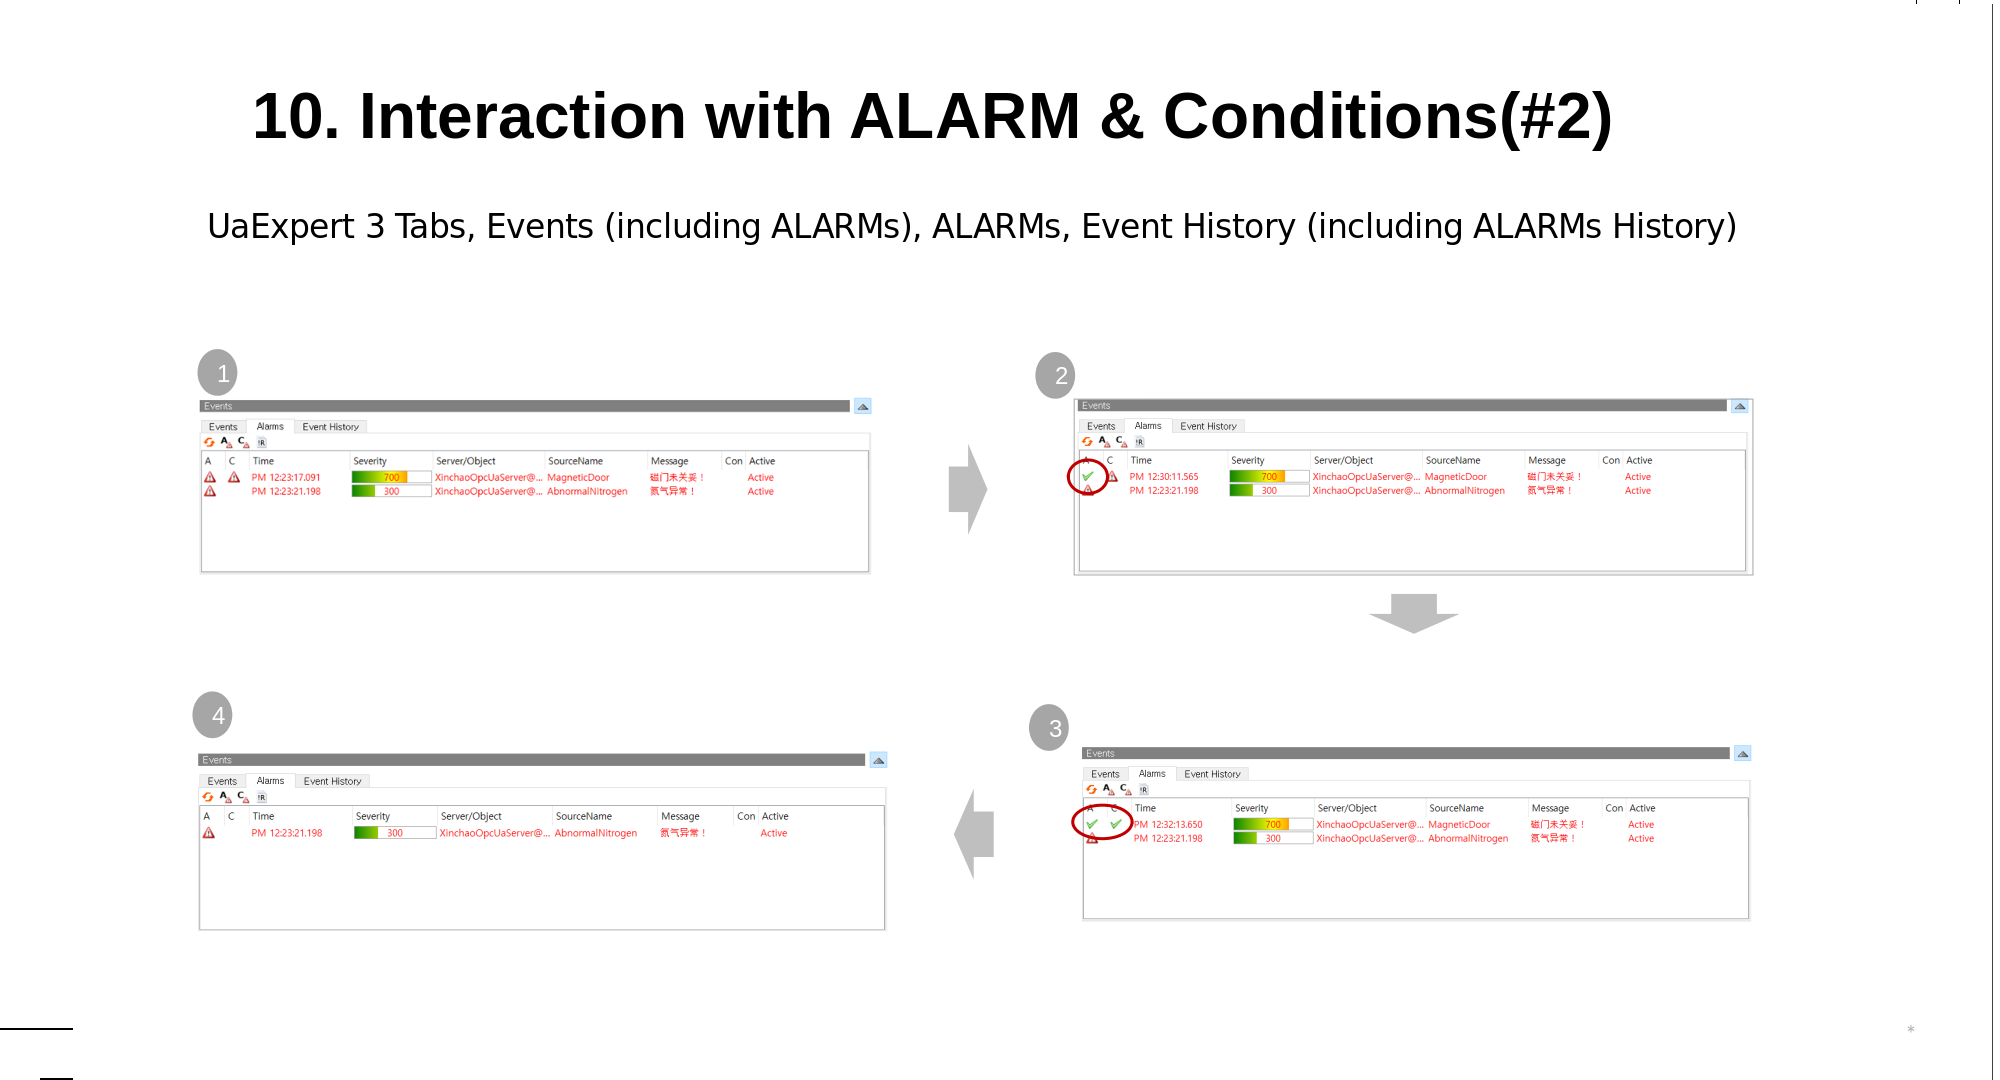 10. Interaction with ALARM & Conditions(#2)
UaExpert 3 Tabs, Events (including ALARMs), ALARMs, Event History (including ALARMs History)
1
Events
Events Alarms Event History
A C !R
A C Time Severity Server/Object SourceName Message Con Active
PM 12:23:17.091 700 XinchaoOpcUaServer@... MagneticDoor 磁门未关妥！ Active
PM 12:23:21.198 300 XinchaoOpcUaServer@... AbnormalNitrogen 氮气异常！ Active
2
Events
Events Alarms Event History
A C !R
A C Time Severity Server/Object SourceName Message Con Active
PM 12:30:11.565 700 XinchaoOpcUaServer@... MagneticDoor 磁门未关妥！ Active
PM 12:23:21.198 300 XinchaoOpcUaServer@... AbnormalNitrogen 氮气异常！ Active
3
Events
Events Alarms Event History
A C !R
A C Time Severity Server/Object SourceName Message Con Active
PM 12:32:13.650 700 XinchaoOpcUaServer@... MagneticDoor 磁门未关妥！ Active
PM 12:23:21.198 300 XinchaoOpcUaServer@... AbnormalNitrogen 氮气异常！ Active
4
Events
Events Alarms Event History
A C !R
A C Time Severity Server/Object SourceName Message Con Active
PM 12:23:21.198 300 XinchaoOpcUaServer@... AbnormalNitrogen 氮气异常！ Active
*